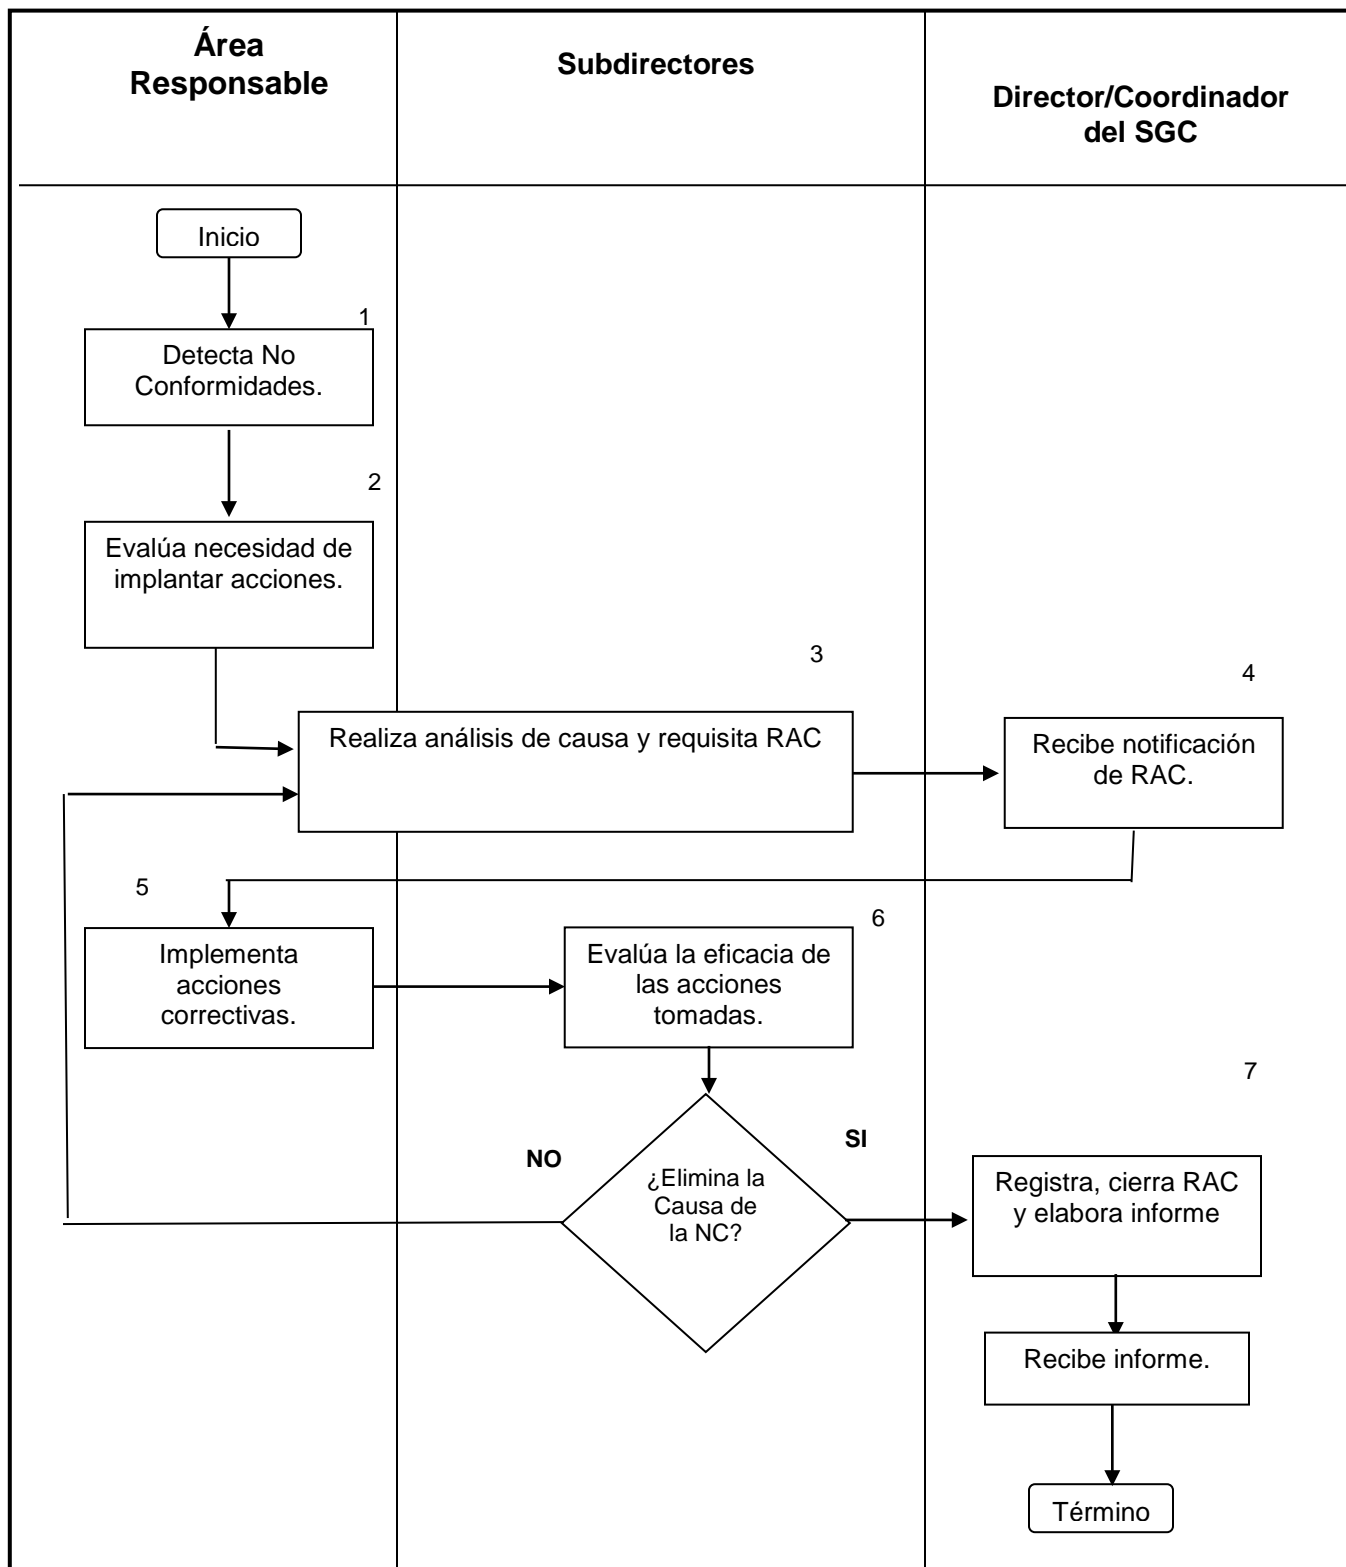 Área
Responsable
Subdirectores
Director/Coordinador
del SGC
Inicio
1
Detecta No
Conformidades.
2
Evalúa necesidad de
implantar acciones.
3
Realiza análisis de causa y requisita RAC
4
Recibe notificación
de RAC.
5
Implementa
acciones
correctivas.
6
Evalúa la eficacia de
las acciones
tomadas.
¿Elimina la
Causa de
la NC?
NO
SI
7
Registra, cierra RAC
y elabora informe
Recibe informe.
Término